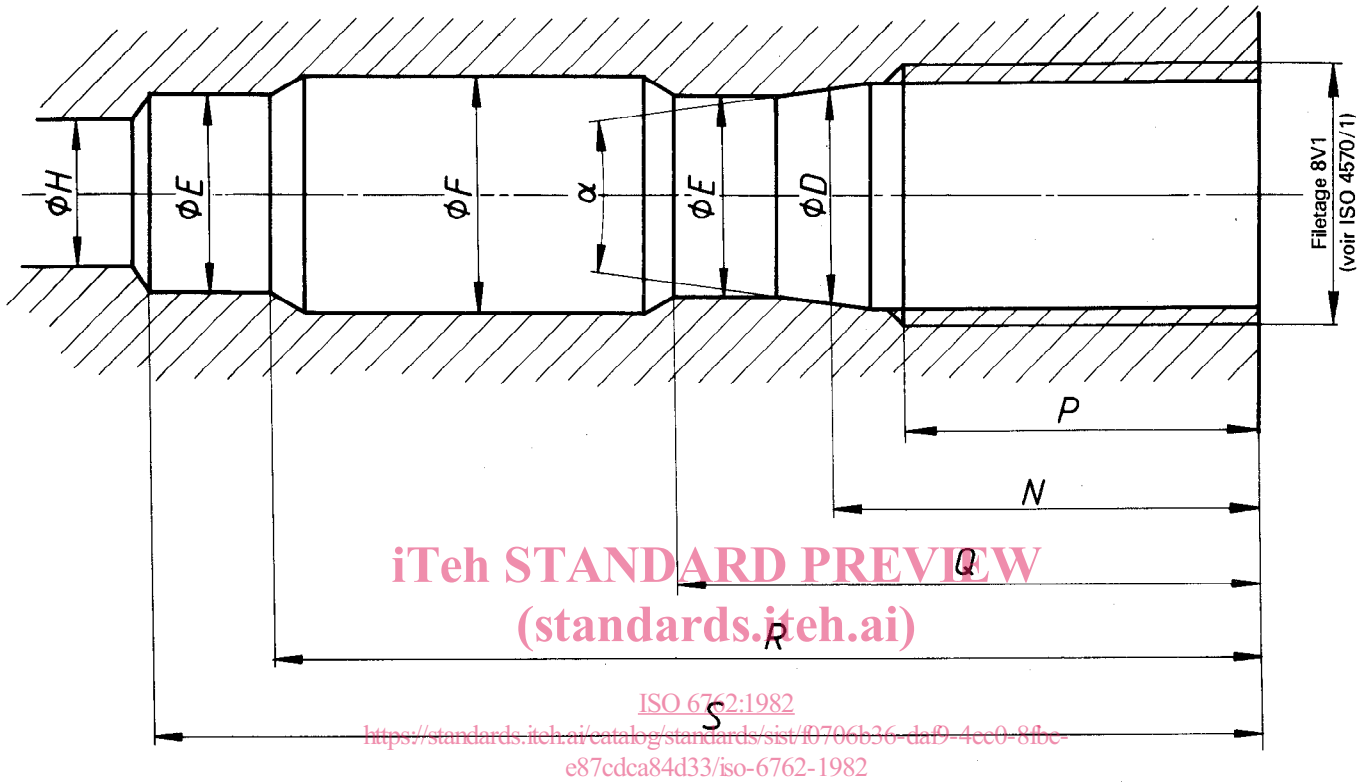 ϕH
ϕE
ϕF
α
ϕE
ϕD
Filetage 8V1
(voir ISO 4570/1)
P
N
Q
iTeh STANDARD PREVIEW
(standards.iteh.ai)
R
ISO 6762:1982
S
https://standards.iteh.ai/catalog/standards/sist/f0706b36-daf9-4cc0-8fbc-
e87cdca84d33/iso-6762-1982